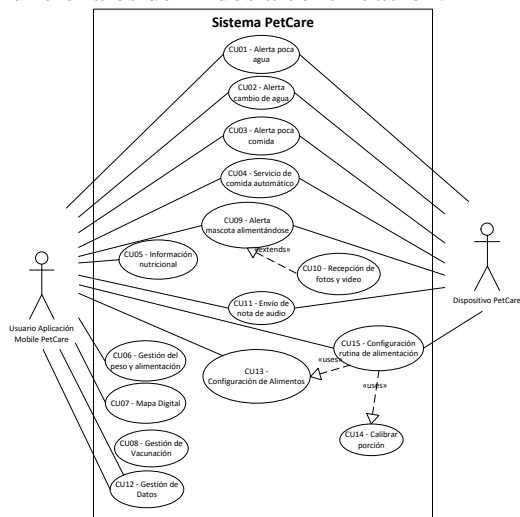 Sistema PetCare
CU01 - Alerta poca
agua
CU02 - Alerta
cambio de agua
CU03 - Alerta poca
comida
CU04 - Servicio de
comida automático
CU09 - Alerta
mascota alimentándose
«extends»
CU05 - Información
nutricional
CU10 - Recepción de
fotos y video
CU11 - Envío de
nota de audio
Usuario Aplicación
Mobile PetCare
Dispositivo PetCare
CU15 - Configuración
rutina de alimentación
CU06 - Gestión del
peso y alimentación
«uses»
CU13 -
Configuración de Alimentos
«uses»
CU07 - Mapa Digital
CU14 - Calibrar
porción
CU08 - Gestión de
Vacunación
CU12 - Gestión de
Datos